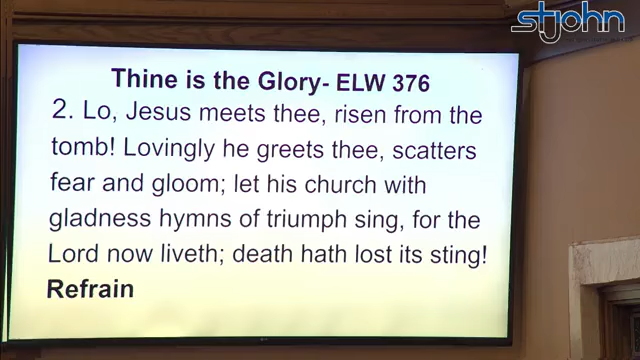 stjohn
Thine is the Glory- ELW 376
2. Lo, Jesus meets thee, risen from the
tomb! Lovingly he greets thee, scatters
fear and gloom; let his church with
gladness hymns of triumph sing, for the
Lord now liveth; death hath lost its sting!
Refrain